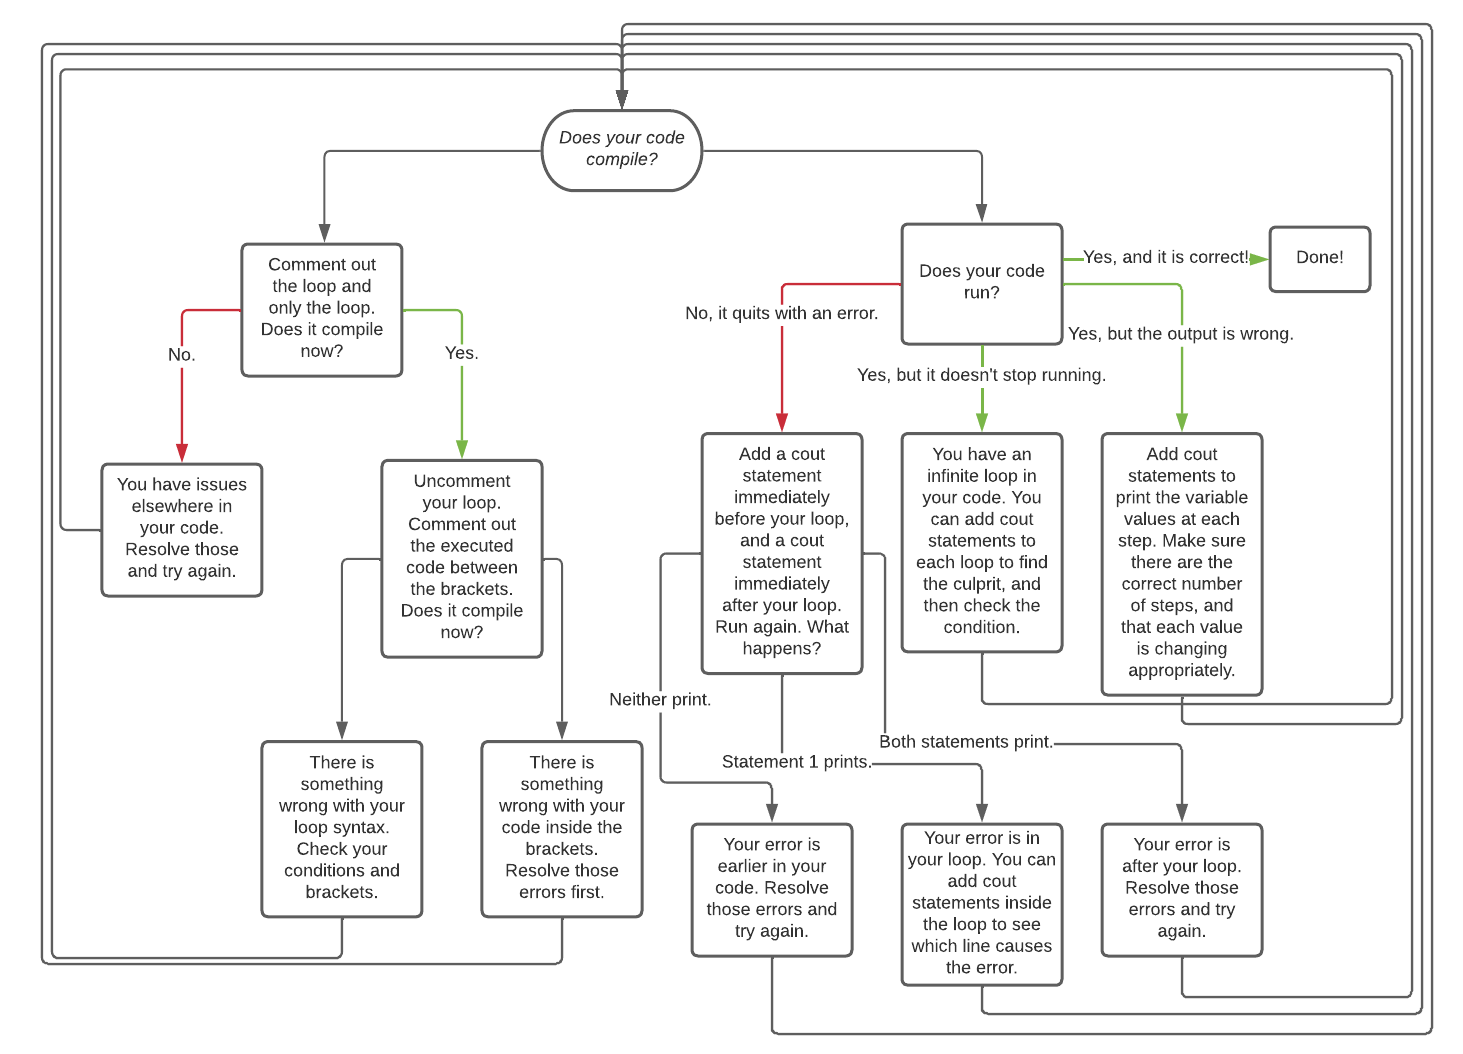 Does your code
compile?
Comment out
the loop and
only the loop.
Does it compile
now?
No.
Yes.
You have issues
elsewhere in
your code.
Resolve those
and try again.
Uncomment
your loop.
Comment out
the executed
code between
the brackets.
Does it compile
now?
There is
something
wrong with your
loop syntax.
Check your
conditions and
brackets.
There is
something
wrong with your
code inside the
brackets.
Resolve those
errors first.
Does your code
run?
Yes, and it is correct!
Done!
No, it quits with an error.
Yes, but the output is wrong.
Yes, but it doesn't stop running.
Add a cout
statement
immediately
before your loop,
and a cout
statement
immediately
after your loop.
Run again. What
happens?
You have an
infinite loop in
your code. You
can add cout
statements to
each loop to find
the culprit, and
then check the
condition.
Add cout
statements to
print the variable
values at each
step. Make sure
there are the
correct number
of steps, and
that each value
is changing
appropriately.
Neither print.
Statement 1 prints.
Both statements print.
Your error is
earlier in your
code. Resolve
those errors and
try again.
Your error is in
your loop. You can
add cout
statements inside
the loop to see
which line causes
the error.
Your error is
after your loop.
Resolve those
errors and try
again.